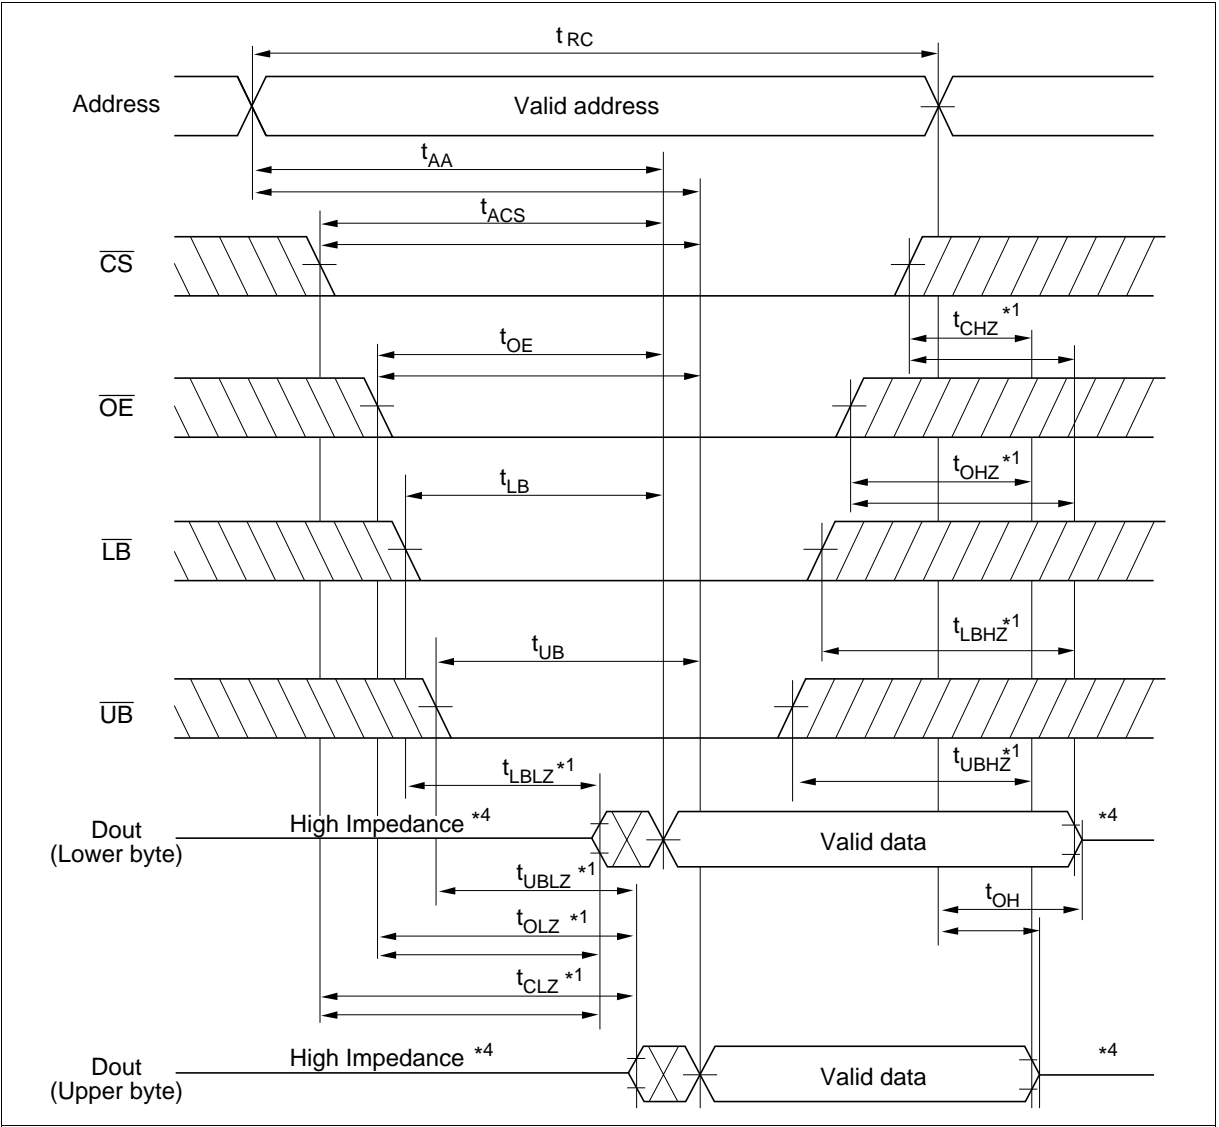 tRC
Address
Valid address
tAA
tACS
CS
tCHZ *1
tOE
OE
tOHZ *1
tLB
LB
tLBHZ *1
tUB
UB
tUBHZ *1
tLBLZ *1
High Impedance *4
*4
Dout
(Lower byte)
Valid data
tUBLZ *1
tOH
tOLZ *1
tCLZ *1
High Impedance *4
*4
Dout
(Upper byte)
Valid data